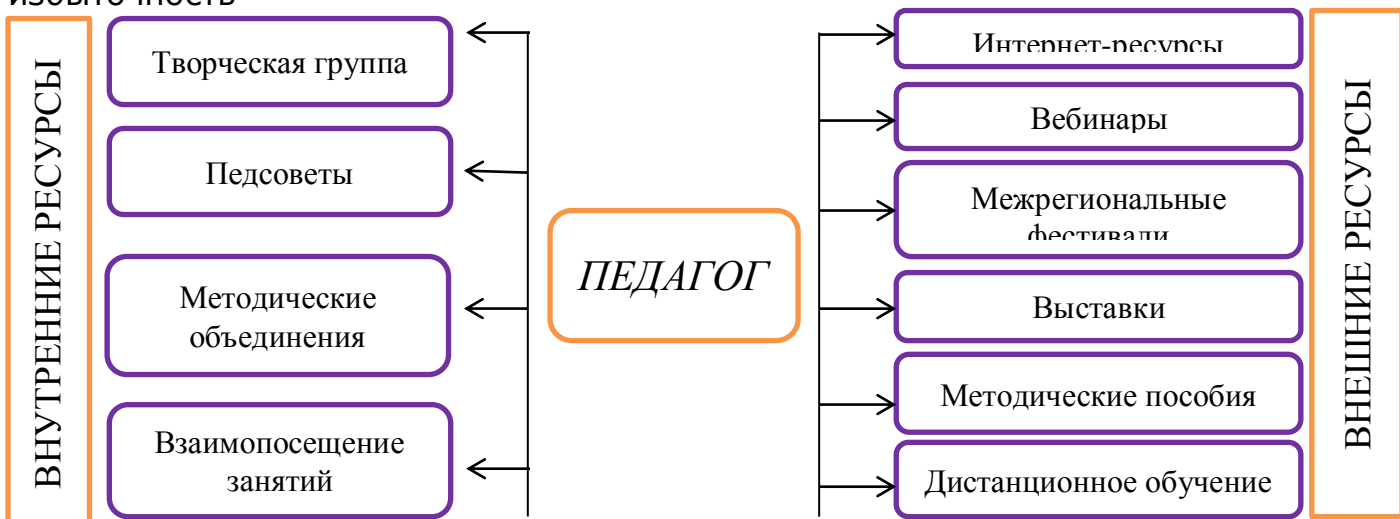 избыточность
ВНУТРЕННИЕ РЕСУРСЫ
Творческая группа
Педсоветы
Методические
объединения
Взаимопосещение
занятий
ПЕДАГОГ
Интернет-ресурсы
Вебинары
Межрегиональные
фестивали
Выставки
Методические пособия
Дистанционное обучение
ВНЕШНИЕ РЕСУРСЫ